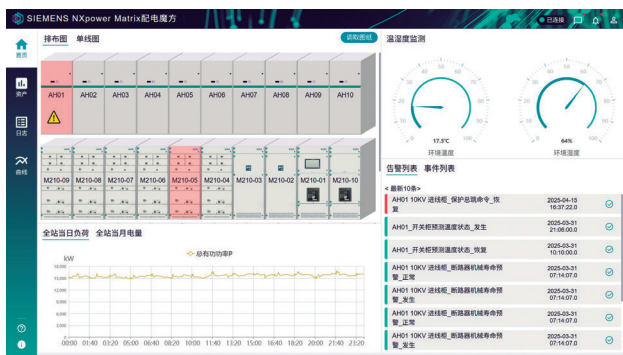 SIEMENS NXpower Matrix配电魔方
已连接
首页
资产
日志
曲线
排布图 单线图
读取图纸
AH01 AH02 AH03 AH04 AH05 AH06 AH07 AH08 AH09 AH10
M210-09 M210-08 M210-07 M210-06 M210-05 M210-04 M210-03 M210-02 M210-01 M210-10
全站当日负荷 全站当月电量
kW
总有功功率P
12,000
9,000
6,000
3,000
0
00:00 01:40 03:20 05:00 06:40 08:20 10:00 11:40 13:20 15:00 16:40 18:20 20:00 21:40 23:20
温湿度监测
17.5℃
环境温度
64%
环境湿度
告警列表 事件列表
< 最新10条>
AH01 10KV 进线柜_保护总跳命令_恢复
2025-04-15 16:37:22.0
AH01_开关柜预测温度状态_发生
2025-03-31 21:06:00.0
AH01_开关柜预测温度状态_恢复
2025-03-31 10:10:00.0
AH01 10KV 进线柜_断路器机械寿命预警_正常
2025-03-31 07:14:07.0
AH01 10KV 进线柜_断路器机械寿命预警_发生
2025-03-31 07:14:07.0
AH01 10KV 进线柜_断路器机械寿命预警_正常
2025-03-31 07:14:07.0
AH01 10KV 进线柜_断路器机械寿命预警_发生
2025-03-31 07:14:07.0